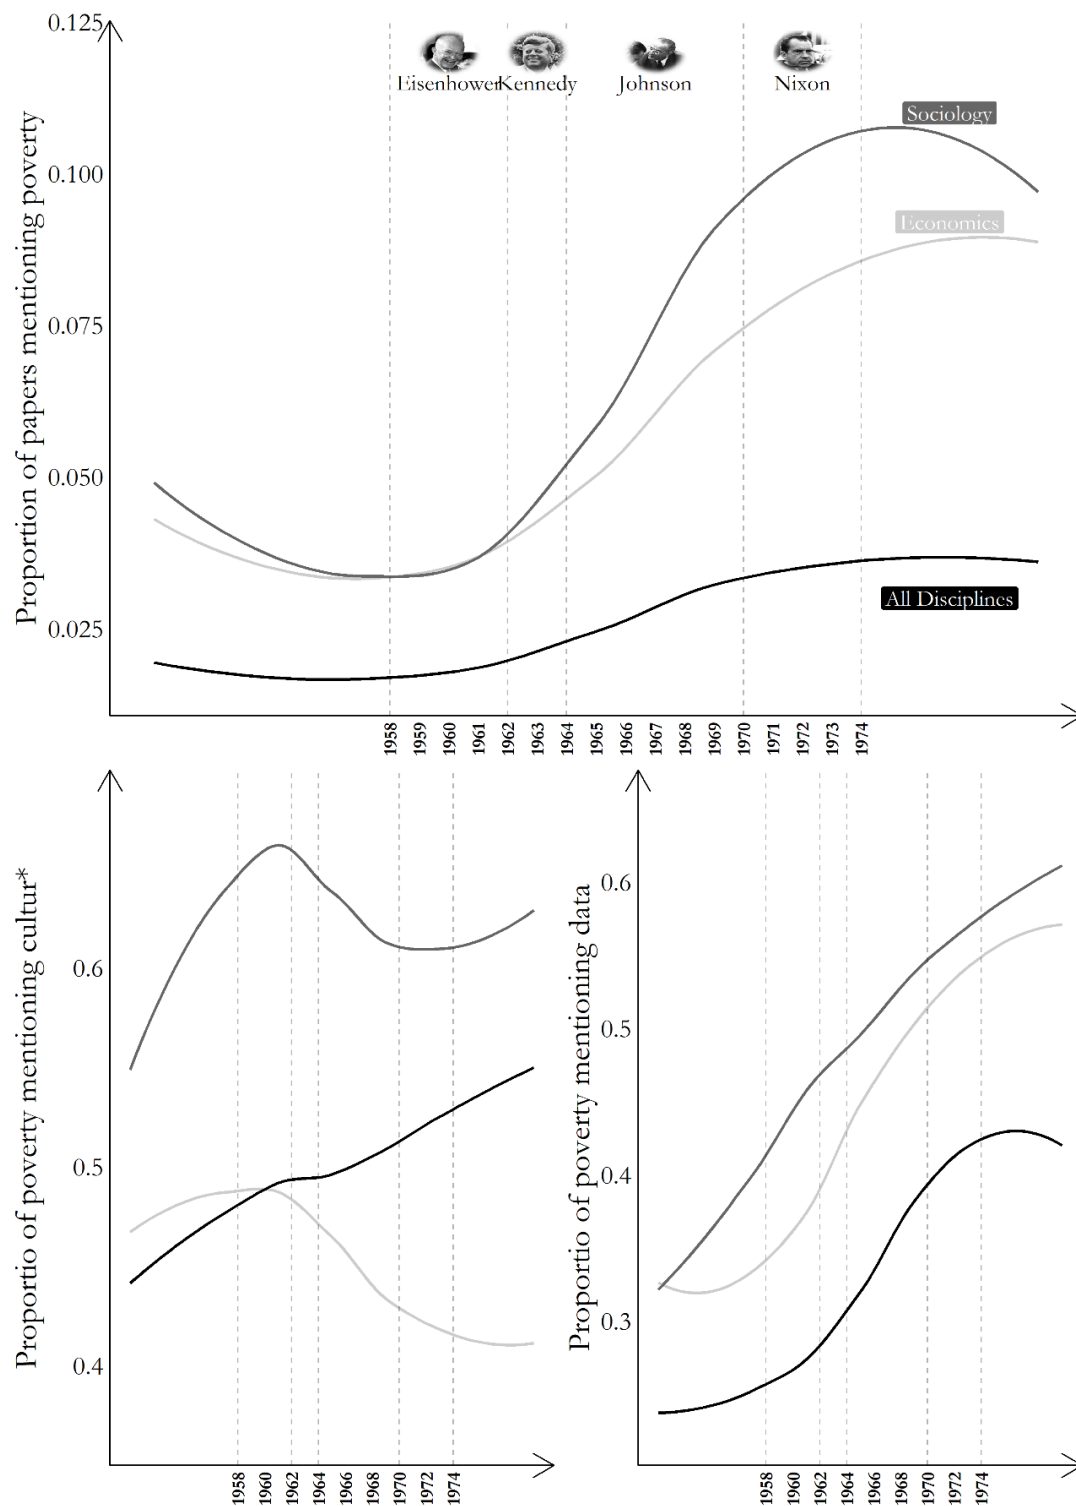 0.125
Eisenhower Kennedy Johnson Nixon
Sociology
Proportion of papers mentioning poverty
0.100
Economics
0.075
0.050
All Disciplines
0.025
1958 1959 1960 1961 1962 1963 1964 1965 1966 1967 1968 1969 1970 1971 1972 1973 1974
Proportio of poverty mentioning cultur*
0.6
0.5
0.4
1958 1960 1962 1964 1966 1968 1970 1972 1974
Proportio of poverty mentioning data
0.6
0.5
0.4
0.3
1958 1960 1962 1964 1966 1968 1970 1972 1974